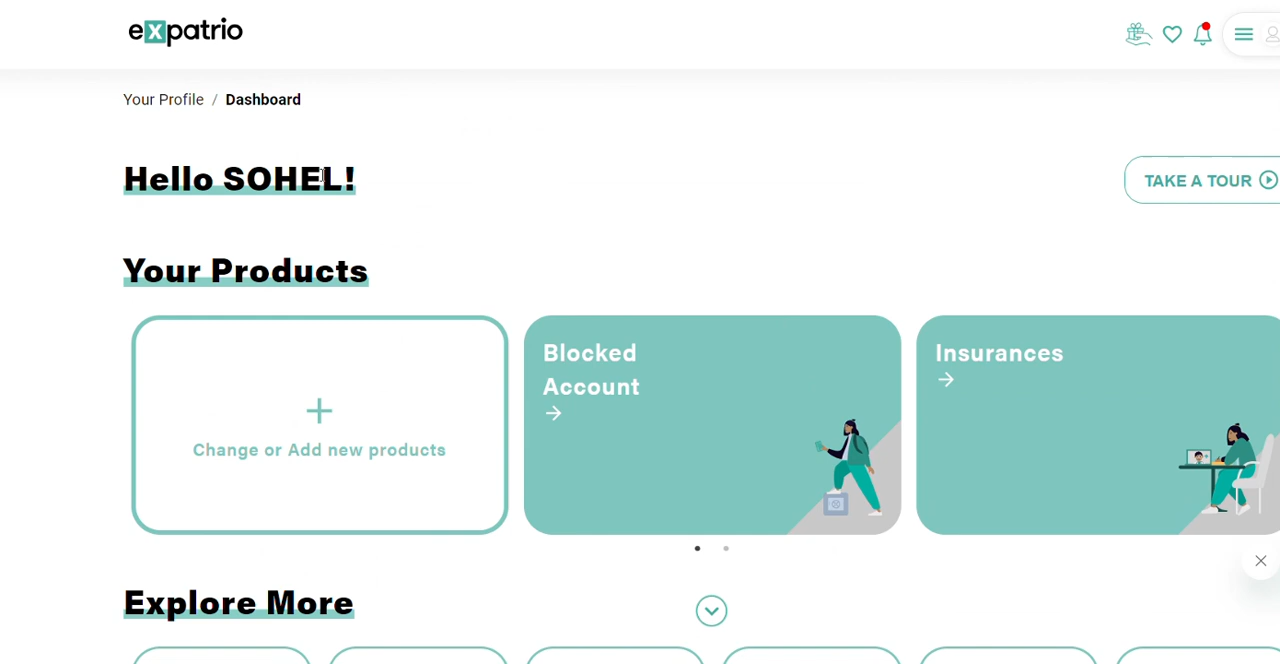 expatrio
Your Profile / Dashboard
Hello SOHEL!
TAKE A TOUR
Your Products
Change or Add new products
Blocked
Account
Insurances
Explore More